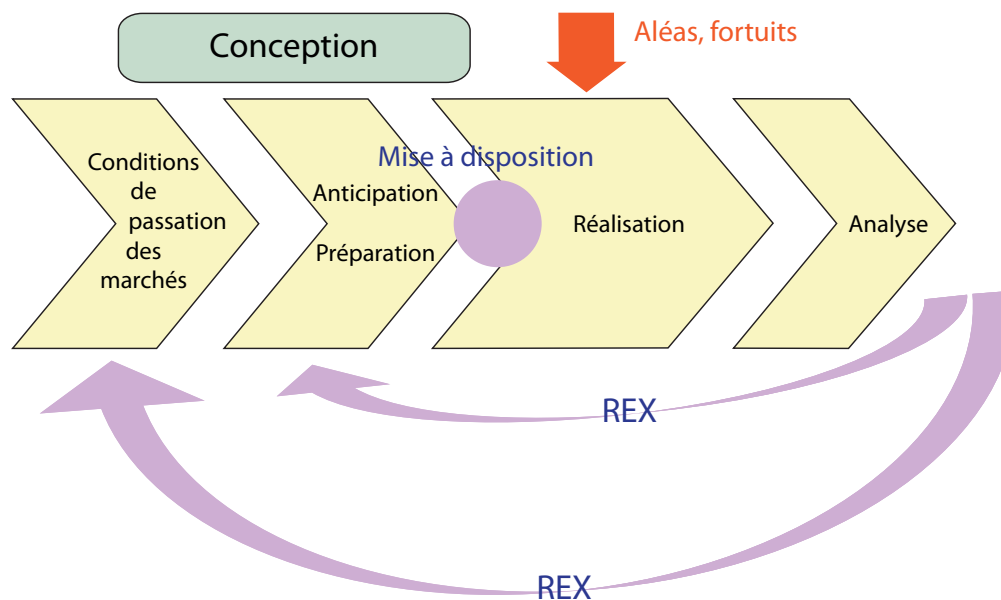 Conception
Aléas, fortuits
Conditions
de
passation
des
marchés
Mise à disposition
Anticipation
Préparation
Réalisation
Analyse
REX
REX